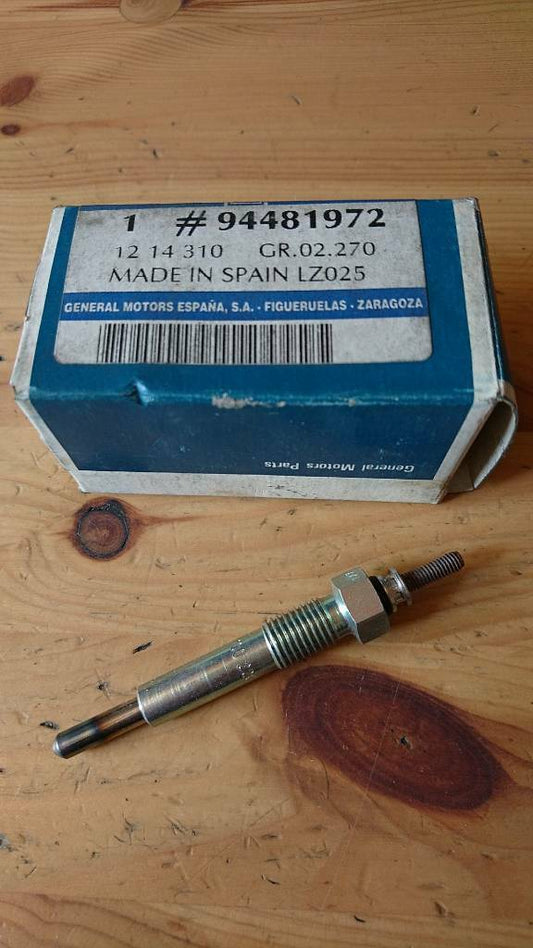 1 # 94481972
12 14 310 GR.02.270
MADE IN SPAIN LZ025
GENERAL MOTORS ESPAÑA, S.A. - FIGUERUELAS - ZARAGOZA
General Motors Parts